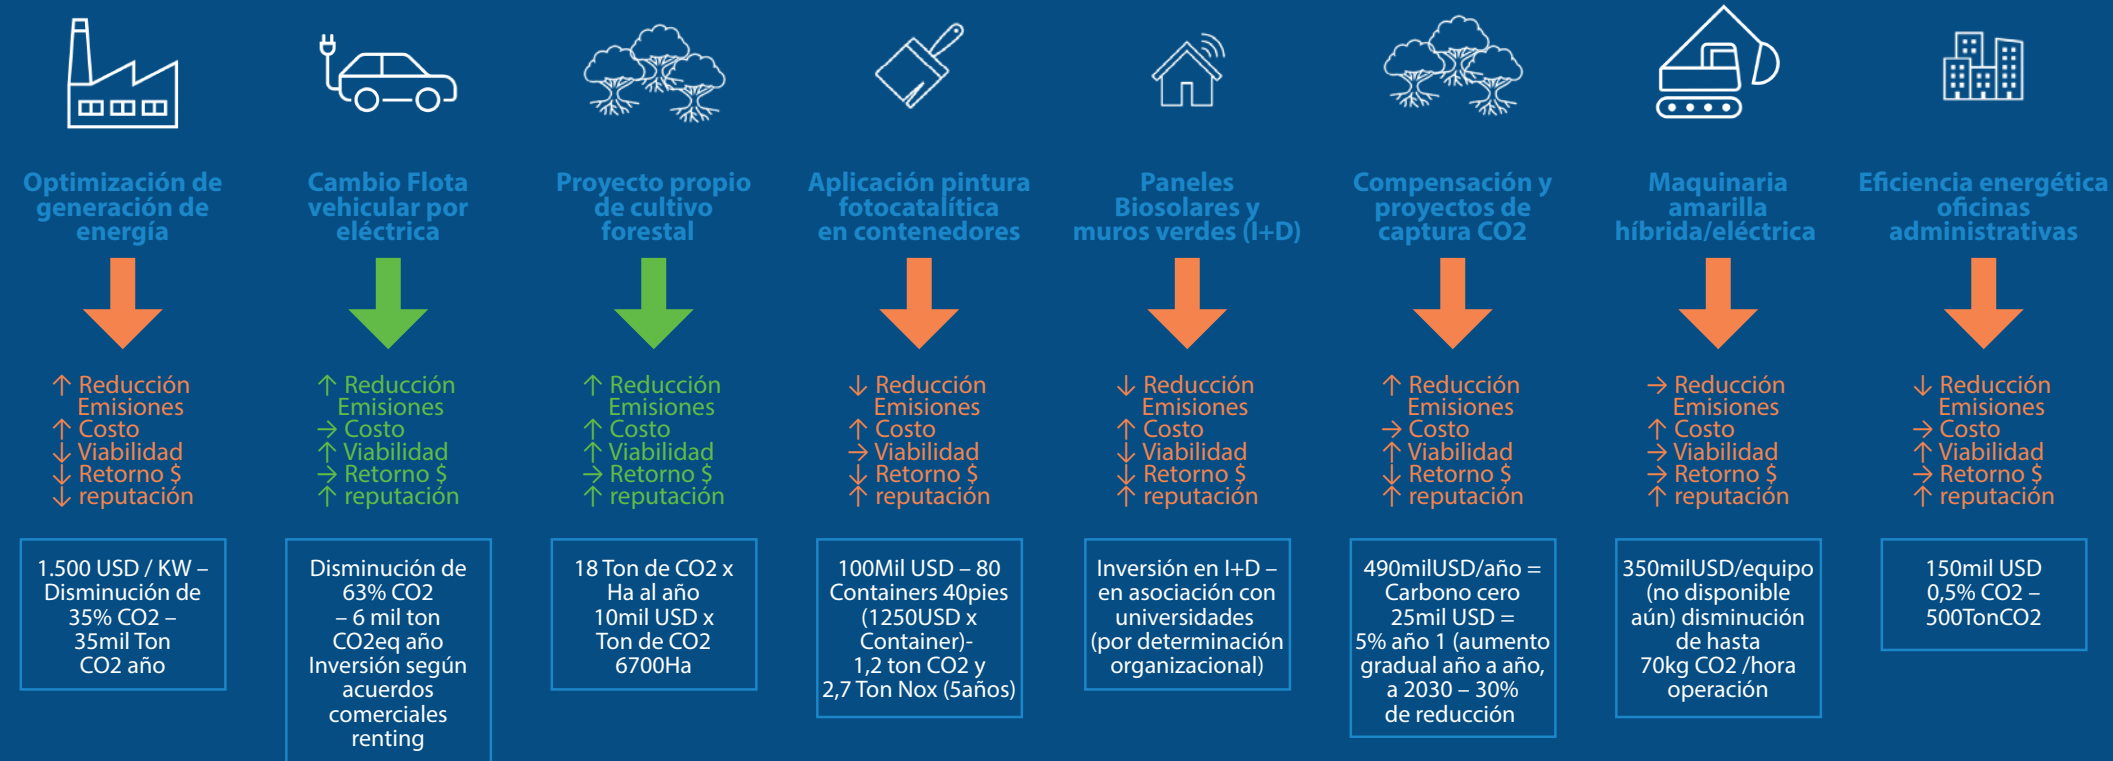 Optimización de
generación de
energía
↑ Reducción
Emisiones
↑ Costo
↓ Viabilidad
↓ Retorno $
↓ reputación
1.500 USD / KW –
Disminución de
35% CO2 –
35mil Ton
CO2 año
Cambio Flota
vehicular por
eléctrica
↑ Reducción
Emisiones
→ Costo
↑ Viabilidad
→ Retorno $
↑ reputación
Disminución de
63% CO2
– 6 mil ton
CO2eq año
Inversión según
acuerdos
comerciales
renting
Proyecto propio
de cultivo
forestal
↑ Reducción
Emisiones
↑ Costo
↑ Viabilidad
→ Retorno $
↑ reputación
18 Ton de CO2 x
Ha al año
10mil USD x
Ton de CO2
6700Ha
Aplicación pintura
fotocatalítica
en contenedores
↓ Reducción
Emisiones
↑ Costo
→ Viabilidad
↓ Retorno $
↑ reputación
100Mil USD – 80
Containers 40pies
(1250USD x
Container)-
1,2 ton CO2 y
2,7 Ton Nox (5años)
Paneles
Biosolares y
muros verdes (I+D)
↓ Reducción
Emisiones
↑ Costo
↓ Viabilidad
↓ Retorno $
↑ reputación
Inversión en I+D –
en asociación con
universidades
(por determinación
organizacional)
Compensación y
proyectos de
captura CO2
↑ Reducción
Emisiones
→ Costo
↑ Viabilidad
↓ Retorno $
↑ reputación
490milUSD/año =
Carbono cero
25mil USD =
5% año 1 (aumento
gradual año a año,
a 2030 – 30%
de reducción
Maquinaria
amarilla
híbrida/eléctrica
→ Reducción
Emisiones
↑ Costo
→ Viabilidad
→ Retorno $
↑ reputación
350milUSD/equipo
(no disponible
aún) disminución
de hasta
70kg CO2 /hora
operación
Eficiencia energética
oficinas
administrativas
↓ Reducción
Emisiones
→ Costo
↑ Viabilidad
→ Retorno $
↑ reputación
150mil USD
0,5% CO2 –
500TonCO2